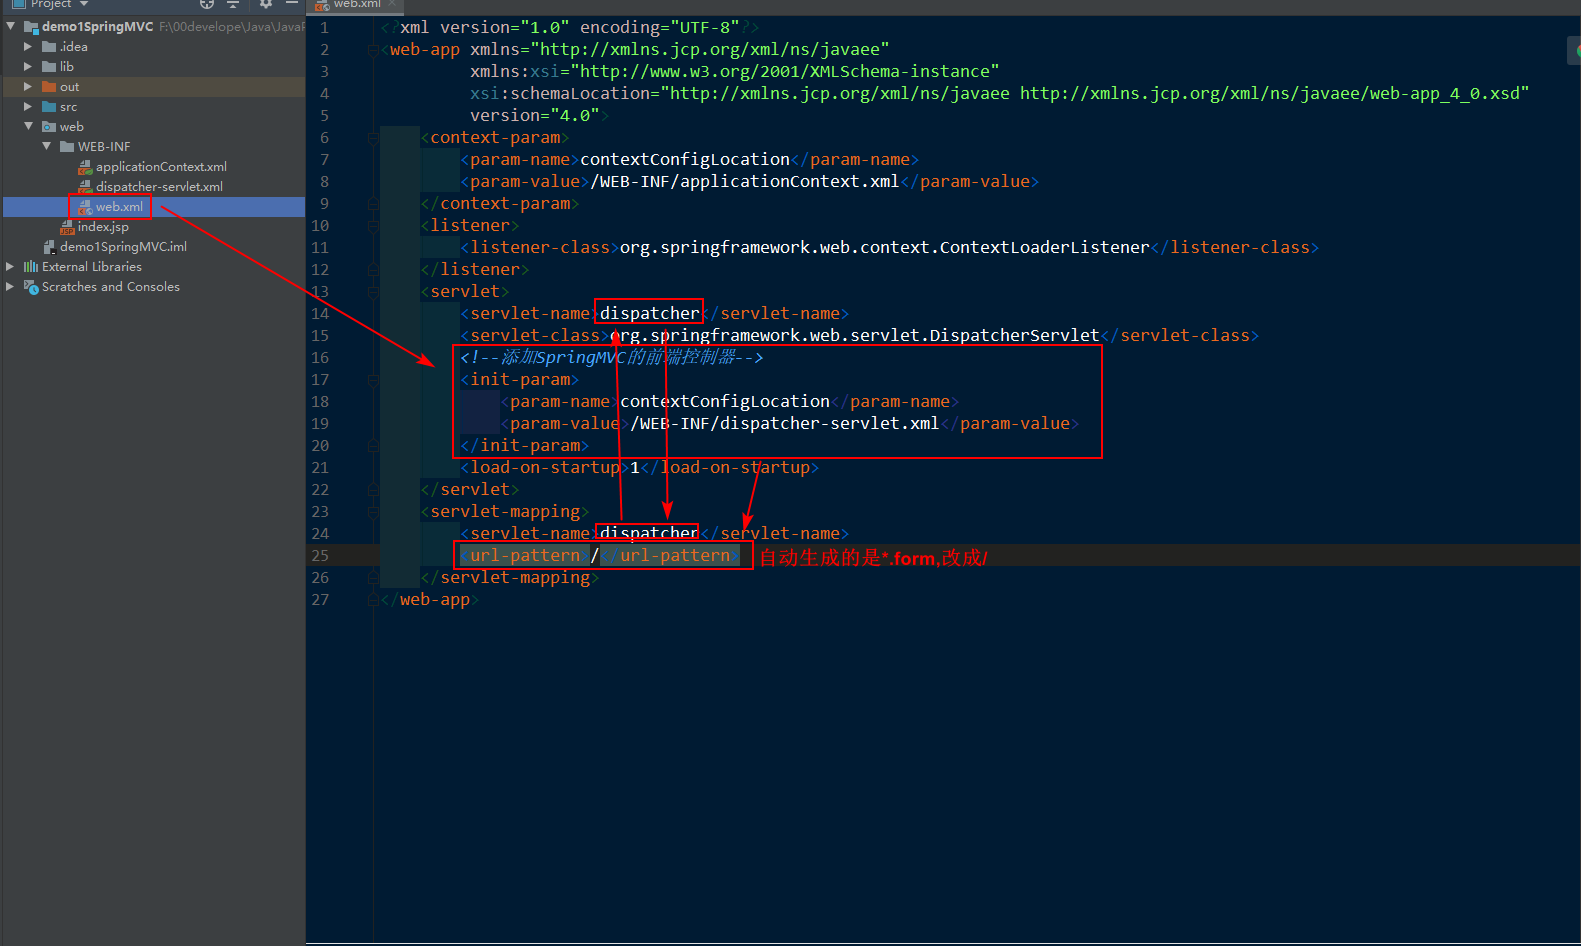 Project
demo1SpringMVC F:\00develope\Java\Java
.idea
lib
out
src
web
WEB-INF
applicationContext.xml
dispatcher-servlet.xml
web.xml
index.jsp
demo1SpringMVC.iml
External Libraries
Scratches and Consoles
web.xml
1 <?xml version="1.0" encoding="UTF-8"?>
2 <web-app xmlns="http://xmlns.jcp.org/xml/ns/javaee"
3 xmlns:xsi="http://www.w3.org/2001/XMLSchema-instance"
4 xsi:schemaLocation="http://xmlns.jcp.org/xml/ns/javaee http://xmlns.jcp.org/xml/ns/javaee/web-app_4_0.xsd"
5 version="4.0">
6 <context-param>
7 <param-name>contextConfigLocation</param-name>
8 <param-value>/WEB-INF/applicationContext.xml</param-value>
9 </context-param>
10 <listener>
11 <listener-class>org.springframework.web.context.ContextLoaderListener</listener-class>
12 </listener>
13 <servlet>
14 <servlet-name>dispatcher</servlet-name>
15 <servlet-class>org.springframework.web.servlet.DispatcherServlet</servlet-class>
16 <!--添加SpringMVC的前端控制器-->
17 <init-param>
18 <param-name>contextConfigLocation</param-name>
19 <param-value>/WEB-INF/dispatcher-servlet.xml</param-value>
20 </init-param>
21 <load-on-startup>1</load-on-startup>
22 </servlet>
23 <servlet-mapping>
24 <servlet-name>dispatcher</servlet-name>
25 <url-pattern>/</url-pattern> 自动生成的是*.form,改成/
26 </servlet-mapping>
27 </web-app>